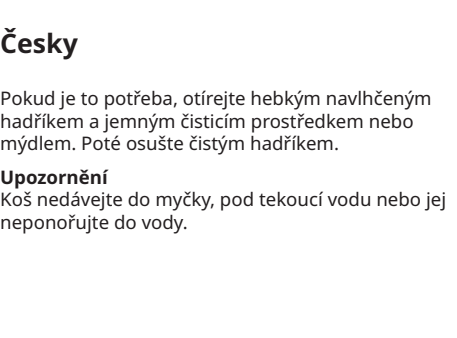 Česky
Pokud je to potřeba, otírejte hebkým navlhčeným
hadříkem a jemným čisticím prostředkem nebo
mýdlem. Poté osušte čistým hadříkem.
Upozornění
Koš nedávejte do myčky, pod tekoucí vodu nebo jej
neponořujte do vody.